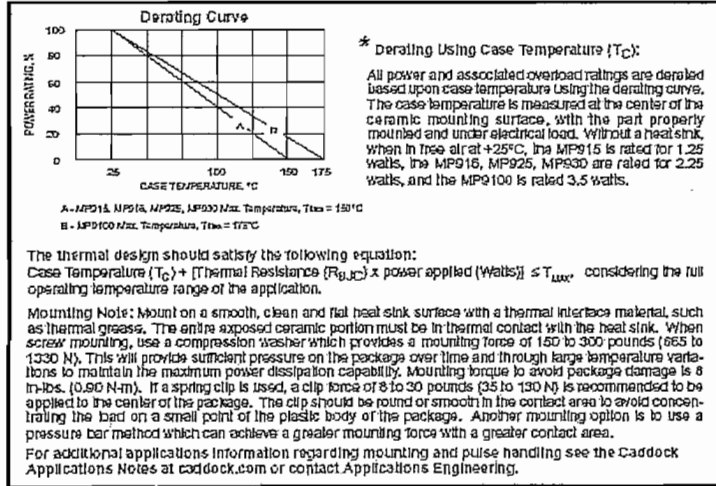 Derating Curve
POWER RATING, %
100
80
60
40
20
0
A
B
25
100
150
175
CASE TEMPERATURE, °C
A - MP915, MP916, MP925, MP930 Max. Temperature, Tmax = 150°C
B - MP9100 Max. Temperature, Tmax = 175°C
* Derating Using Case Temperature (TC):
All power and associated overload ratings are derated
based upon case temperature using the derating curve.
The case temperature is measured at the center of the
ceramic mounting surface, with the part properly
mounted and under electrical load. Without a heat sink,
when in free air at +25°C, the MP915 is rated for 1.25
watts, the MP916, MP925, MP930 are rated for 2.25
watts, and the MP9100 is rated 3.5 watts.
The thermal design should satisfy the following equation:
Case Temperature (TC) + [Thermal Resistance (RθJC) x power applied (Watts)] ≤ TMAX, considering the full
operating temperature range of the application.
Mounting Note: Mount on a smooth, clean and flat heat sink surface with a thermal interface material, such
as thermal grease. The entire exposed ceramic portion must be in thermal contact with the heat sink. When
screw mounting, use a compression washer which provides a mounting force of 150 to 300 pounds (665 to
1330 N). This will provide sufficient pressure on the package over time and through large temperature varia-
tions to maintain the maximum power dissipation capability. Mounting torque to avoid package damage is 8
in-lbs. (0.90 N-m). If a spring clip is used, a clip force of 8 to 30 pounds (35 to 130 N) is recommended to be
applied to the center of the package. The clip should be round or smooth in the contact area to avoid concen-
trating the load on a small point of the plastic body of the package. Another mounting option is to use a
pressure bar method which can achieve a greater mounting force with a greater contact area.
For additional applications information regarding mounting and pulse handling see the Caddock
Applications Notes at caddock.com or contact Applications Engineering.